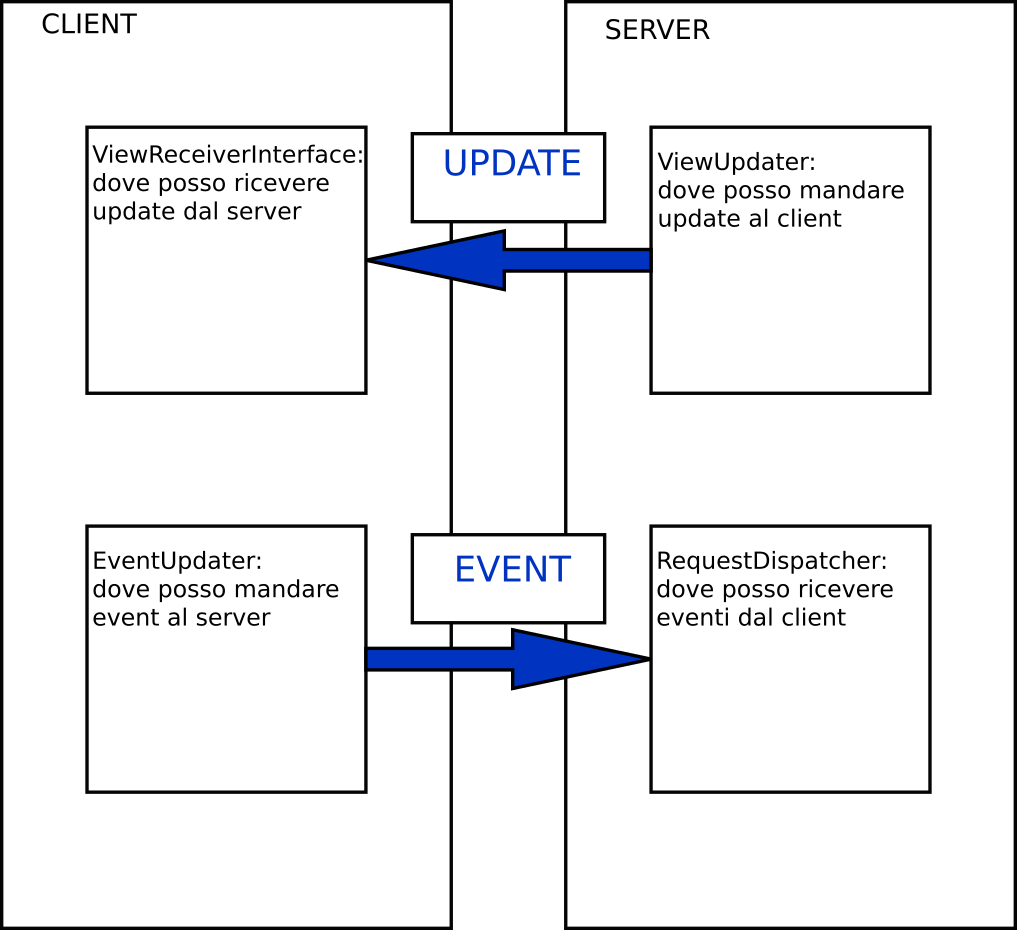 CLIENT
SERVER
ViewReceiverInterface:
dove posso ricevere
update dal server
UPDATE
ViewUpdater:
dove posso mandare
update al client
EventUpdater:
dove posso mandare
event al server
EVENT
RequestDispatcher:
dove posso ricevere
eventi dal client